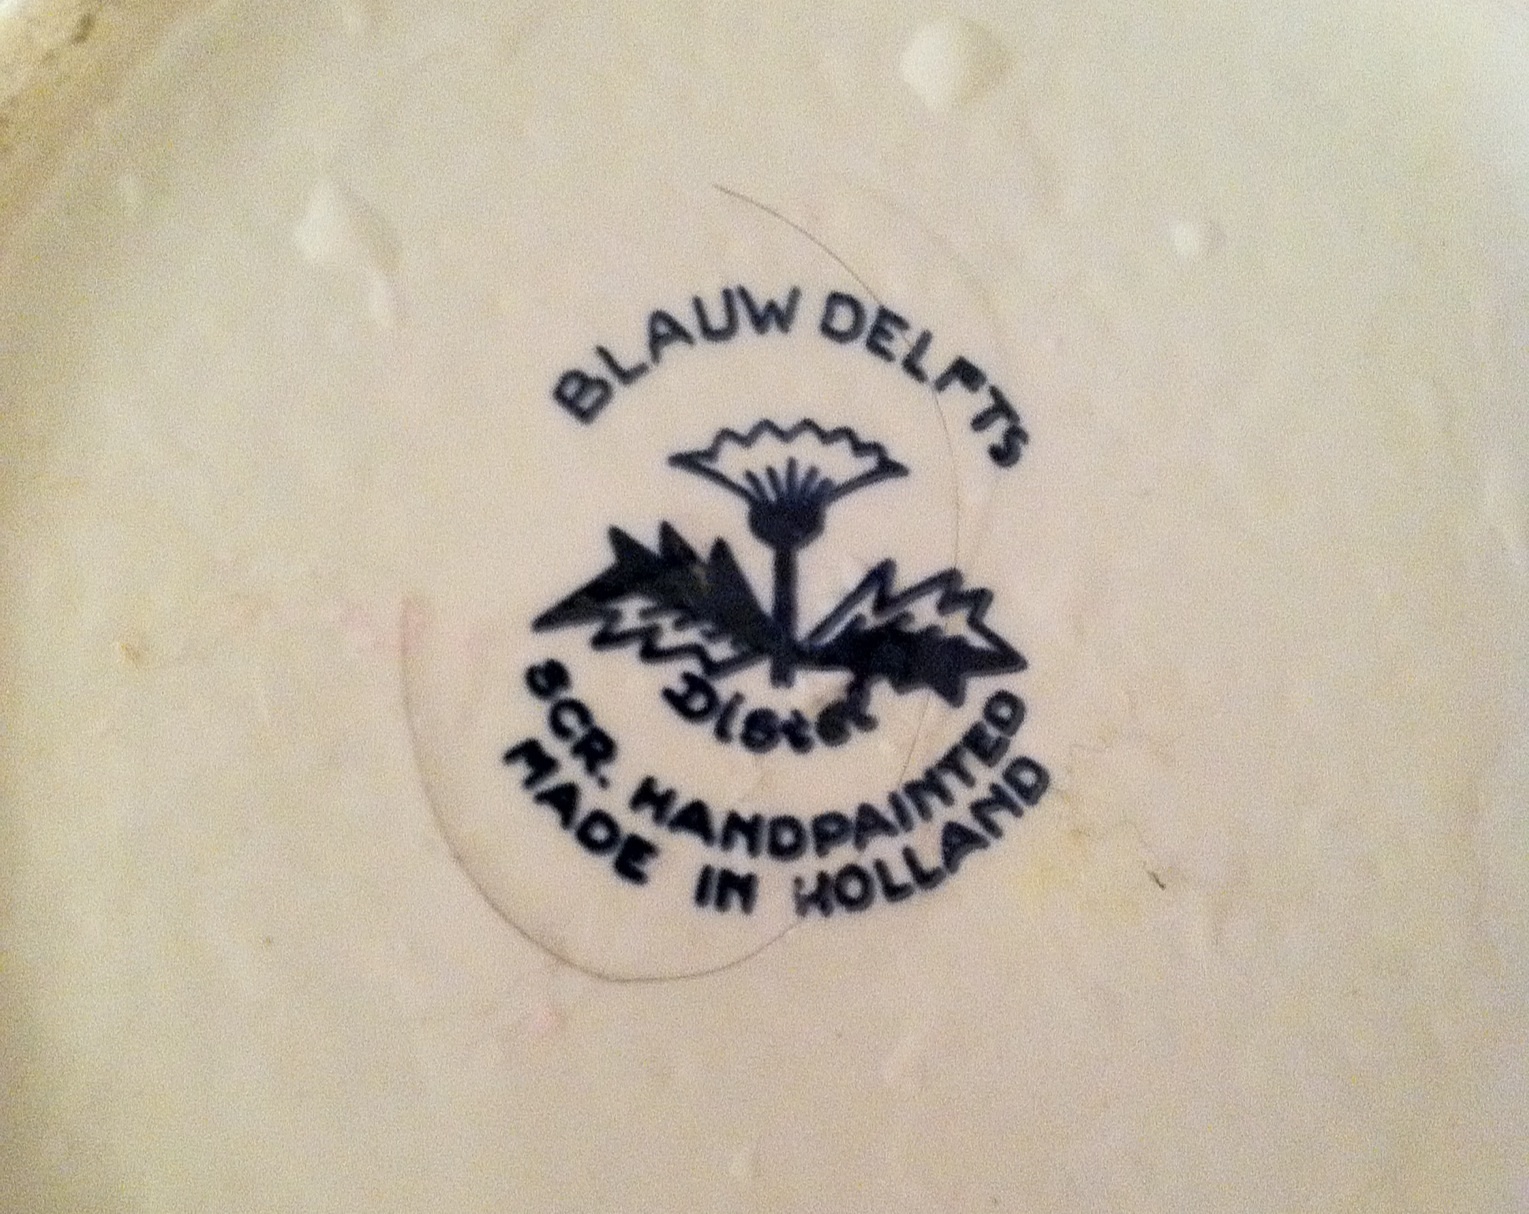 BLAUW DELFTS
Distel
SCR. HANDPAINTED
MADE IN HOLLAND